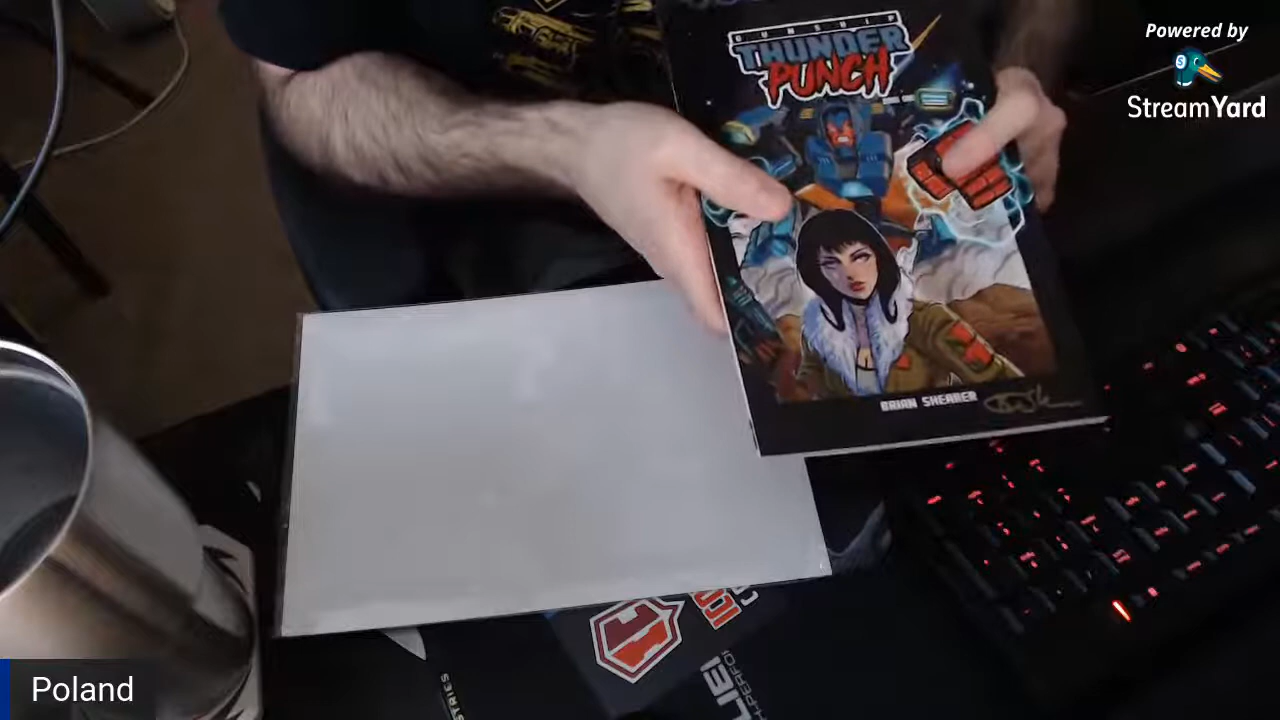 Powered by
StreamYard
GUNSHIP
THUNDER
PUNCH
BRIAN SHEARER
Poland